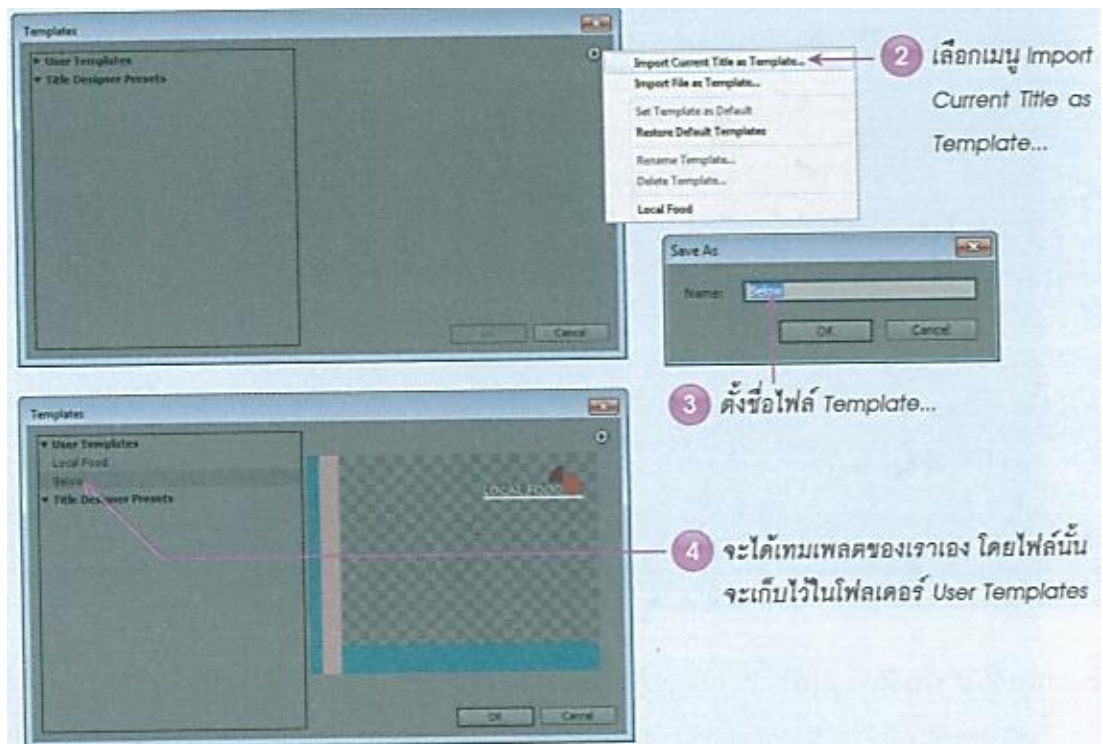 Templates
User Templates
Title Designer Presets
Import Current Title as Template...
Import File as Template...
Set Template as Default
Restore Default Templates
Rename Template...
Delete Template...
Local Food
Cancel
2 เลือกเมนู Import
Current Title as
Template...
Save As
Name: Below
OK Cancel
3 ตั้งชื่อไฟล์ Template...
Templates
User Templates
Local Food
Below
Title Designer Presets
LOCAL FOOD
OK Cancel
4 จะได้เทมเพลตของเราเอง โดยไฟล์นั้น
จะเก็บไว้ในโฟลเดอร์ User Templates